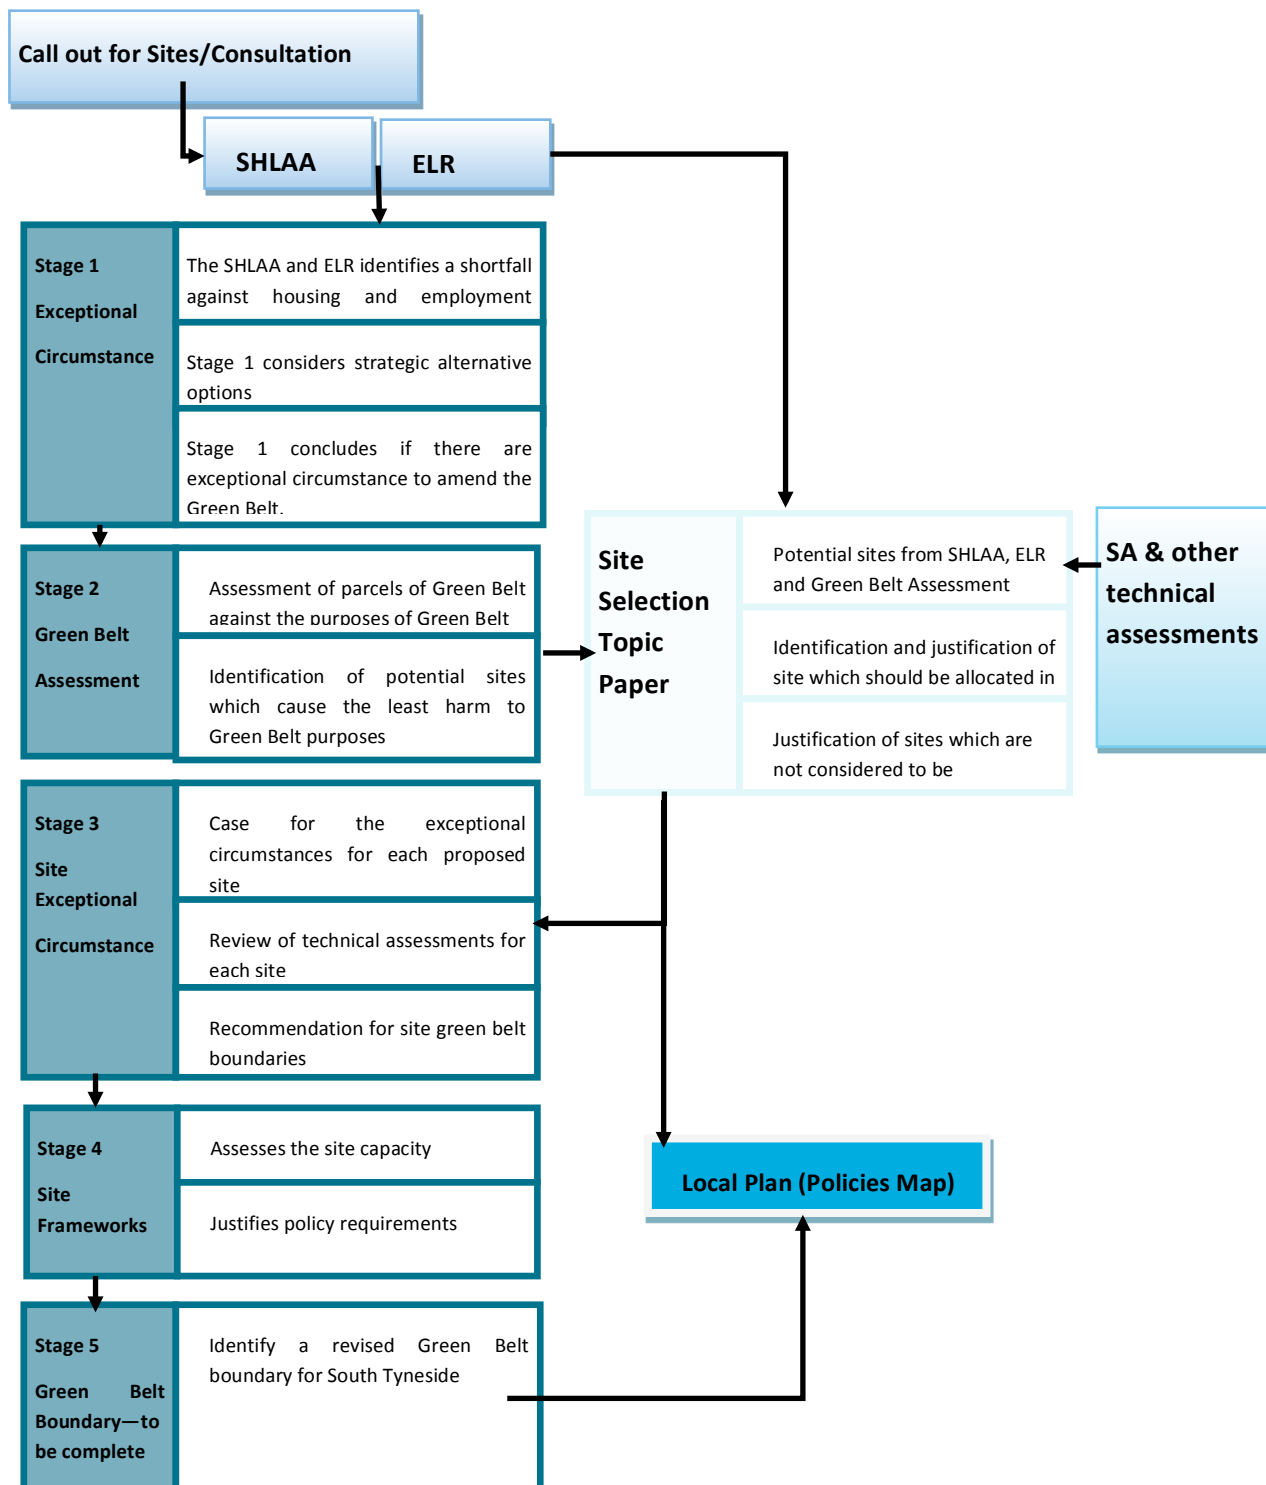 Call out for Sites/Consultation
SHLAA
ELR
Stage 1
Exceptional
Circumstance
The SHLAA and ELR identifies a shortfall
against housing and employment
Stage 1 considers strategic alternative
options
Stage 1 concludes if there are
exceptional circumstance to amend the
Green Belt.
Stage 2
Green Belt
Assessment
Assessment of parcels of Green Belt
against the purposes of Green Belt
Identification of potential sites
which cause the least harm to
Green Belt purposes
Site
Selection
Topic
Paper
Potential sites from SHLAA, ELR
and Green Belt Assessment
Identification and justification of
site which should be allocated in
Justification of sites which are
not considered to be
SA & other
technical
assessments
Stage 3
Site
Exceptional
Circumstance
Case for the exceptional
circumstances for each proposed
site
Review of technical assessments for
each site
Recommendation for site green belt
boundaries
Stage 4
Site
Frameworks
Assesses the site capacity
Justifies policy requirements
Local Plan (Policies Map)
Stage 5
Green Belt
Boundary—to
be complete
Identify a revised Green Belt
boundary for South Tyneside